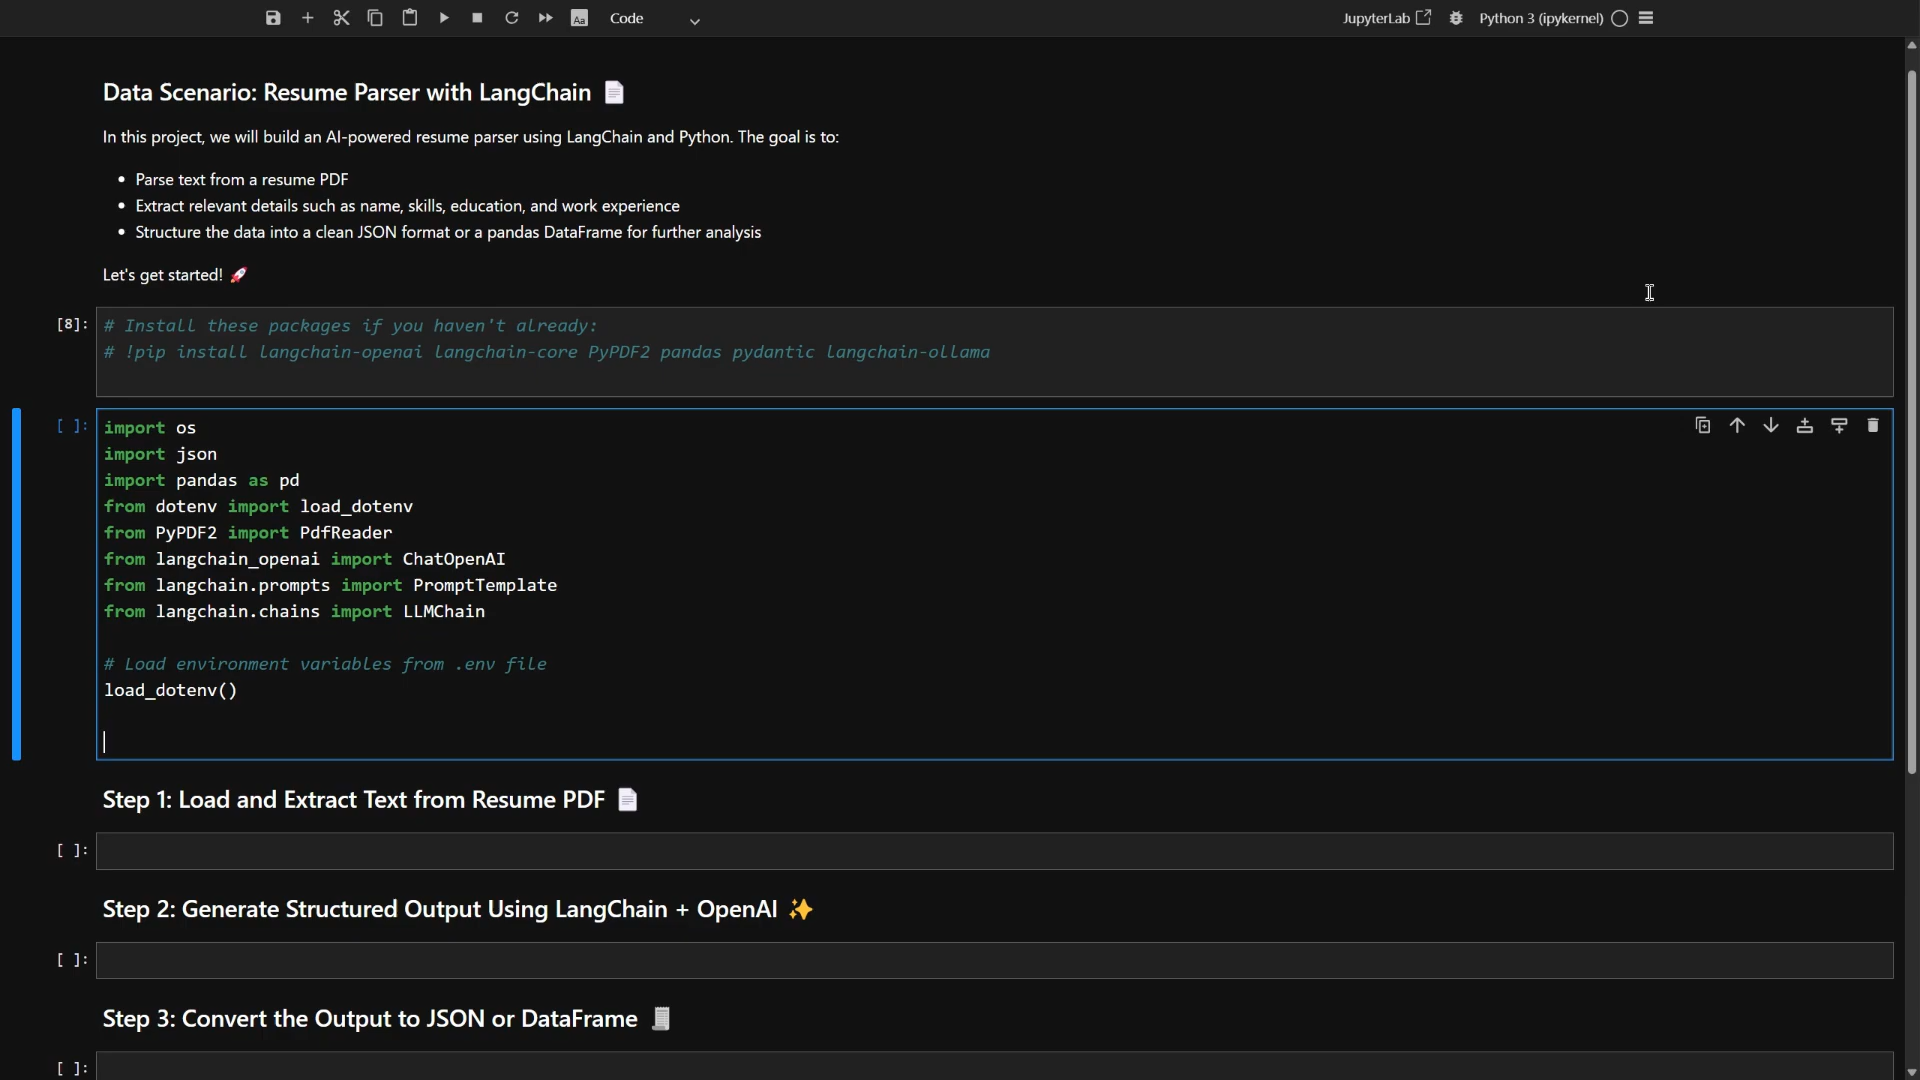 Code
JupyterLab
Python 3 (ipykernel)
Data Scenario: Resume Parser with LangChain
In this project, we will build an AI-powered resume parser using LangChain and Python. The goal is to:
• Parse text from a resume PDF
• Extract relevant details such as name, skills, education, and work experience
• Structure the data into a clean JSON format or a pandas DataFrame for further analysis
Let's get started! 🚀
[8]:
# Install these packages if you haven't already:
# !pip install langchain-openai langchain-core PyPDF2 pandas pydantic langchain-ollama
[ ]:
import os
import json
import pandas as pd
from dotenv import load_dotenv
from PyPDF2 import PdfReader
from langchain_openai import ChatOpenAI
from langchain.prompts import PromptTemplate
from langchain.chains import LLMChain
# Load environment variables from .env file
load_dotenv()
Step 1: Load and Extract Text from Resume PDF
[ ]:
Step 2: Generate Structured Output Using LangChain + OpenAI ✨
[ ]:
Step 3: Convert the Output to JSON or DataFrame
[ ]: